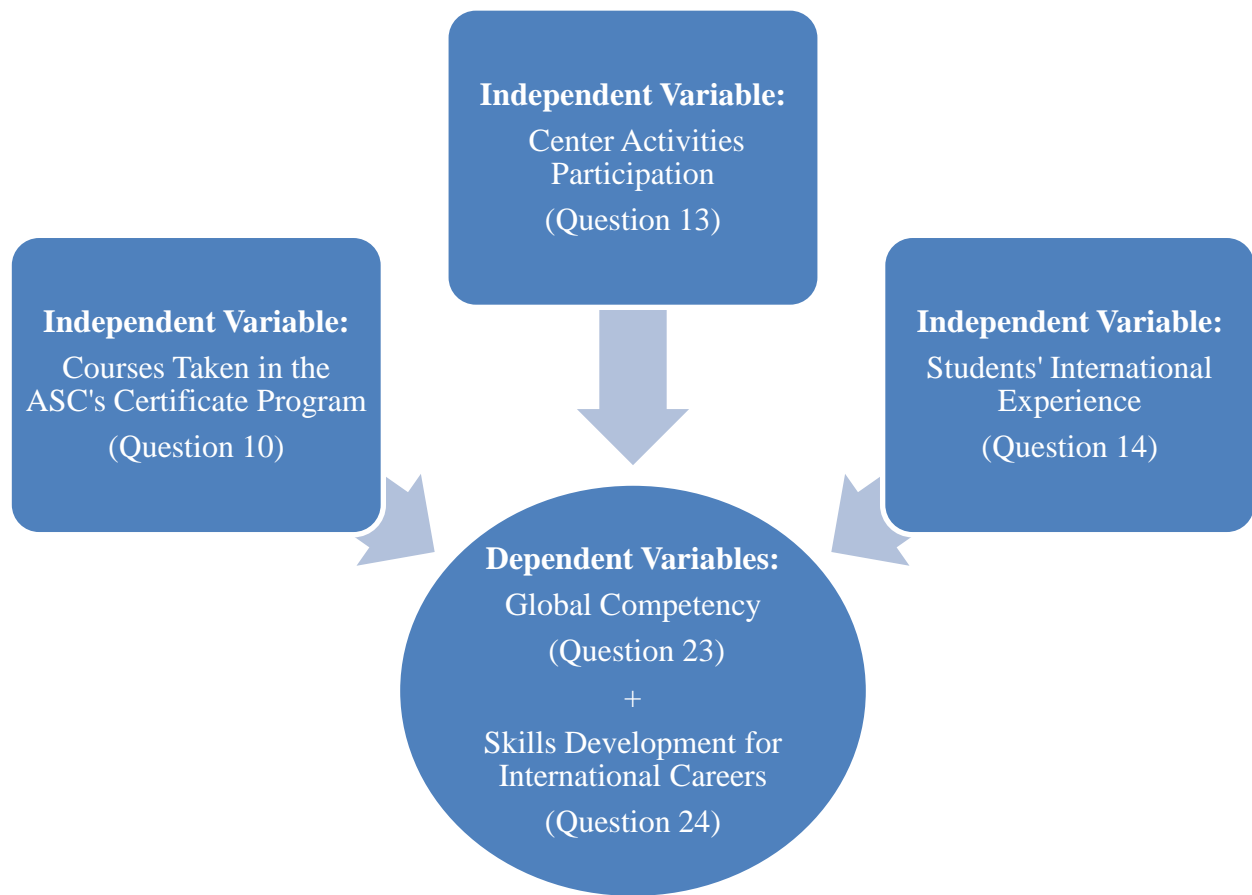 Independent Variable:
Center Activities
Participation
(Question 13)
Independent Variable:
Courses Taken in the
ASC's Certificate Program
(Question 10)
Independent Variable:
Students' International
Experience
(Question 14)
Dependent Variables:
Global Competency
(Question 23)
+
Skills Development for
International Careers
(Question 24)